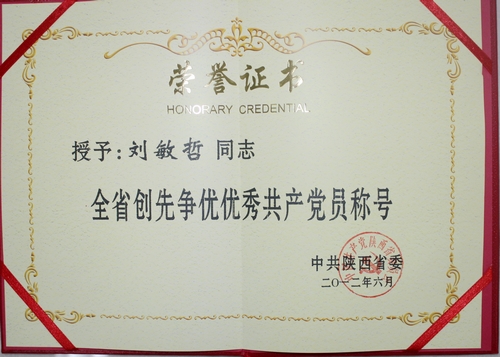 荣誉证书
HONORARY CREDENTIAL
授予:刘敏哲 同志
全省创先争优优秀共产党员称号
中共陕西省委
二〇一二年六月